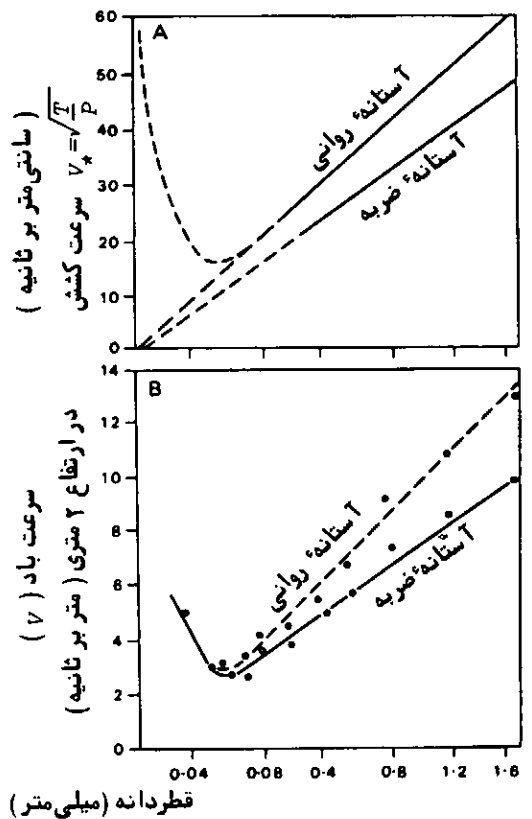 A
60
50
40
30
20
10
0
سرعت کشش V* = √T/P
( سانتی‌متر بر ثانیه )
آستانهٔ روانی
آستانهٔ ضربه
B
14
12
10
8
6
4
2
0
سرعت باد ( V )
در ارتفاع ۲ متری ( متر بر ثانیه )
آستانهٔ روانی
آستانهٔ ضربه
0·04 0·08 0·4 0·8 1·2 1·6
قطردانه (میلی‌متر)